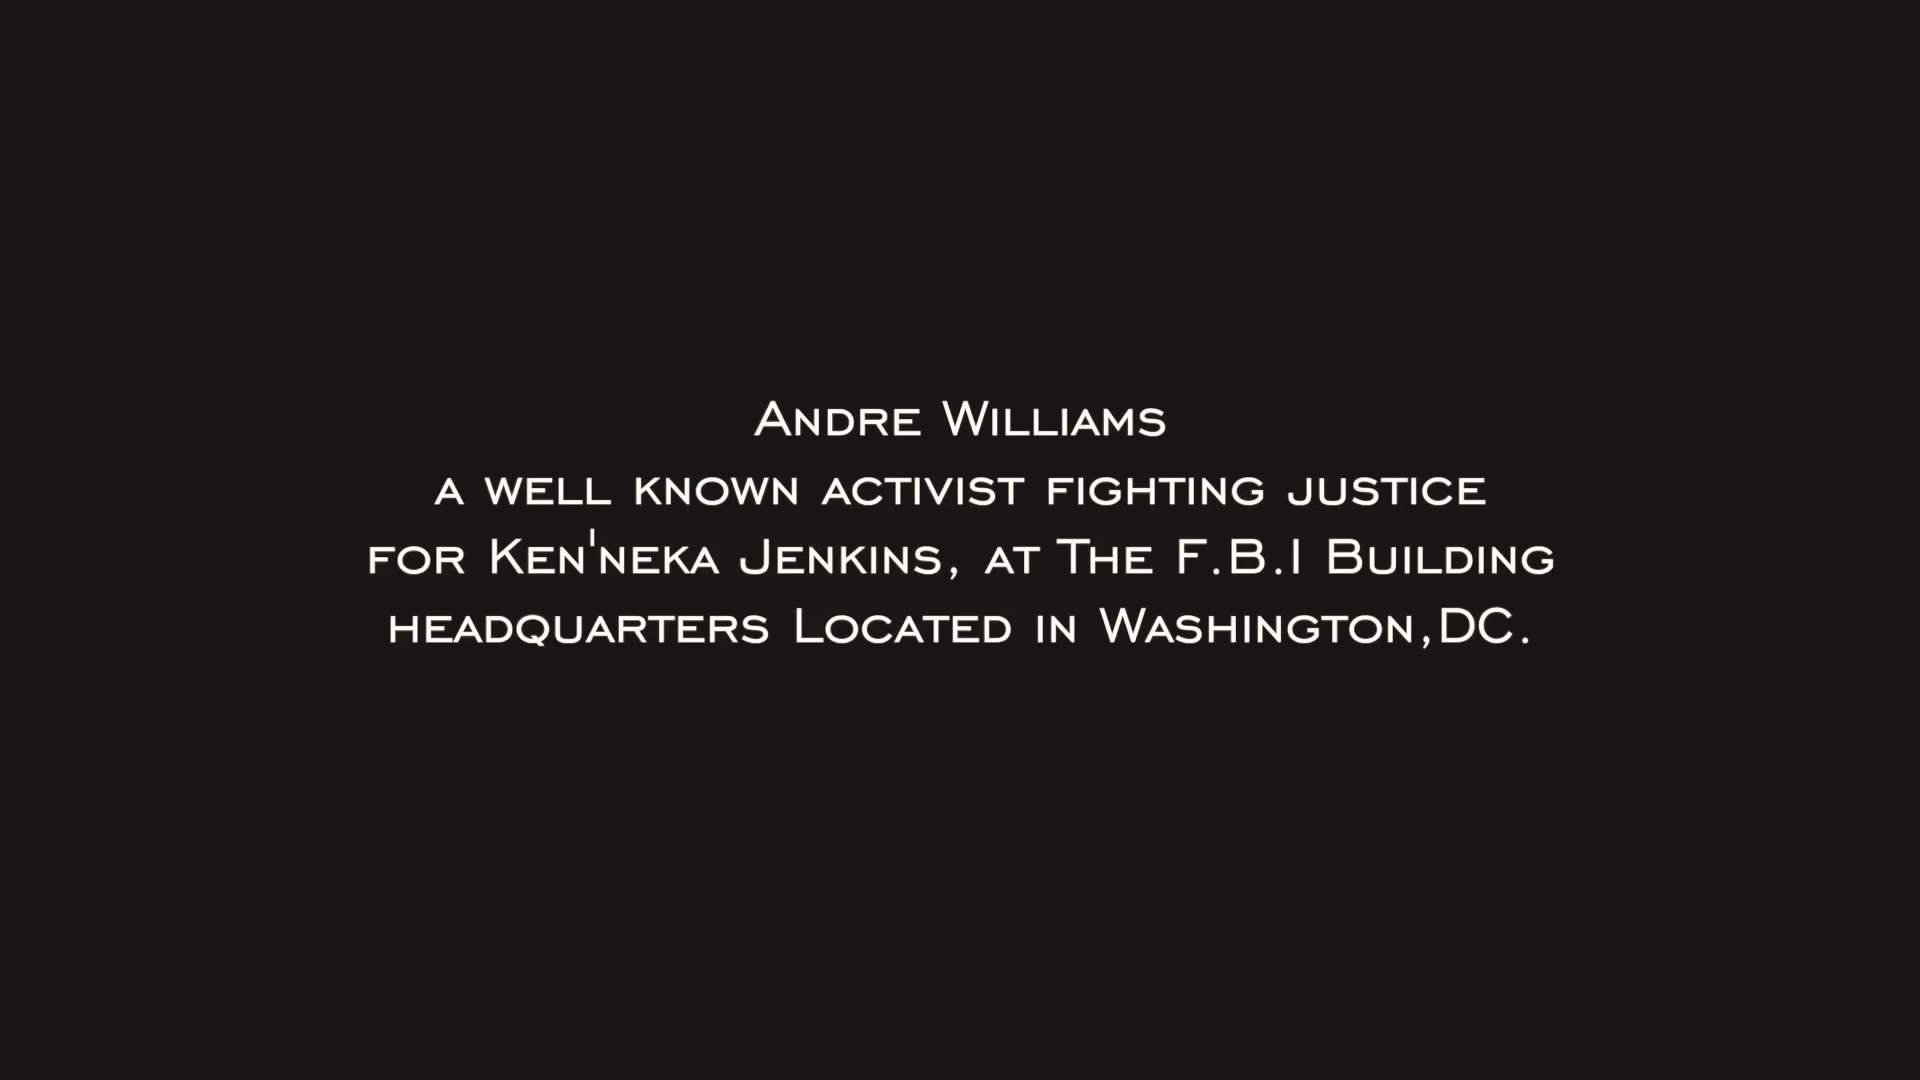 Andre Williams
a well known activist fighting justice
for Ken'neka Jenkins, at The F.B.I Building
headquarters Located in Washington,DC.